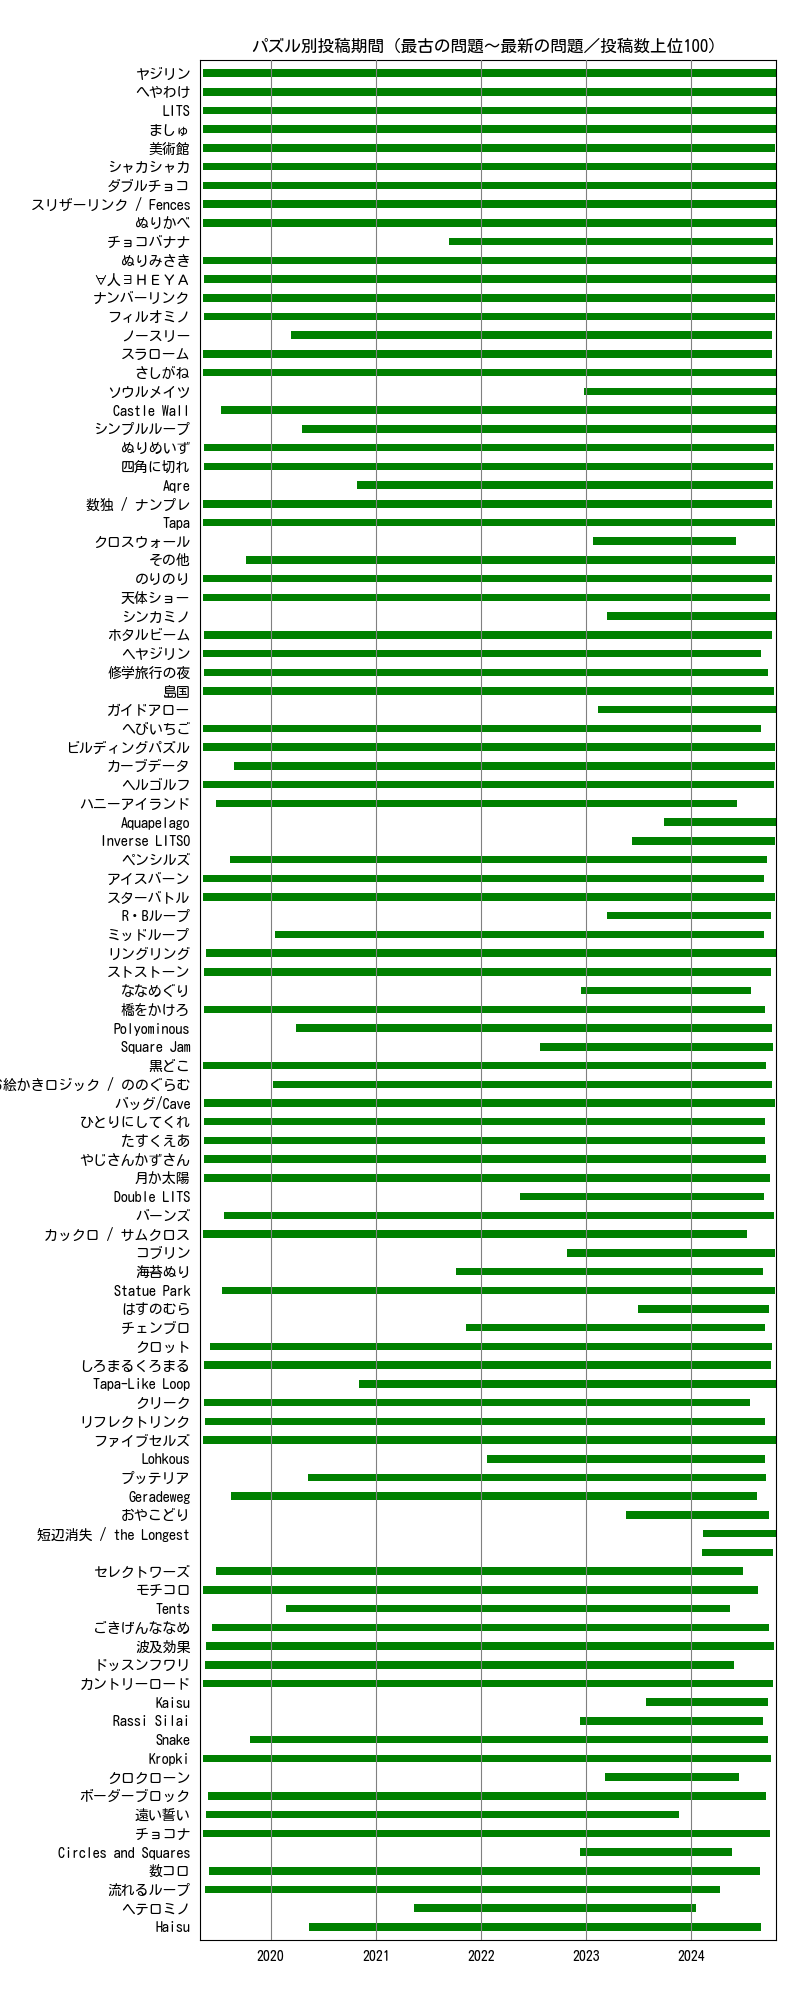 パズル別投稿期間（最古の問題～最新の問題／投稿数上位100）
ヤジリン
へやわけ
LITS
ましゅ
美術館
シャカシャカ
ダブルチョコ
スリザーリンク / Fences
ぬりかべ
チョコバナナ
ぬりみさき
∀人∃ＨＥＹＡ
ナンバーリンク
フィルオミノ
ノースリー
スラローム
さしがね
ソウルメイツ
Castle Wall
シンプルループ
ぬりめいず
四角に切れ
Aqre
数独 / ナンプレ
Tapa
クロスウォール
その他
のりのり
天体ショー
シンカミノ
ホタルビーム
ヘヤジリン
修学旅行の夜
島国
ガイドアロー
へびいちご
ビルディングパズル
カーブデータ
ヘルゴルフ
ハニーアイランド
Aquapelago
Inverse LITSO
ペンシルズ
アイスバーン
スターバトル
R・Bループ
ミッドループ
リングリング
ストストーン
ななめぐり
橋をかけろ
Polyominous
Square Jam
黒どこ
絵かきロジック / ののぐらむ
バッグ/Cave
ひとりにしてくれ
たすくえあ
やじさんかずさん
月か太陽
Double LITS
バーンズ
カックロ / サムクロス
コブリン
海苔ぬり
Statue Park
はすのむら
チェンブロ
クロット
しろまるくろまる
Tapa-Like Loop
クリーク
リフレクトリンク
ファイブセルズ
Lohkous
プッテリア
Geradeweg
おやこどり
短辺消失 / the Longest
セレクトワーズ
モチコロ
Tents
ごきげんななめ
波及効果
ドッスンフワリ
カントリーロード
Kaisu
Rassi Silai
Snake
Kropki
クロクローン
ボーダーブロック
遠い誓い
チョコナ
Circles and Squares
数コロ
流れるループ
ヘテロミノ
Haisu
2020 2021 2022 2023 2024